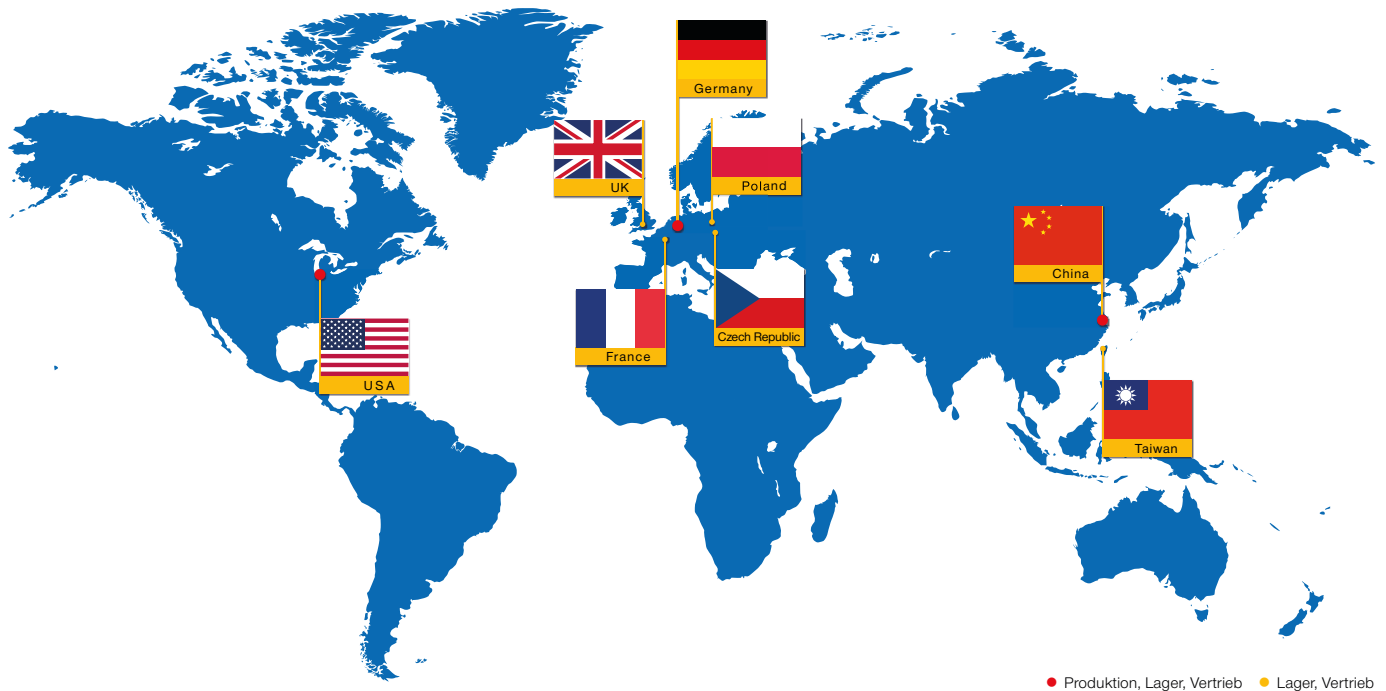 Germany
UK
Poland
China
Czech Republic
France
USA
Taiwan
Produktion, Lager, Vertrieb
Lager, Vertrieb